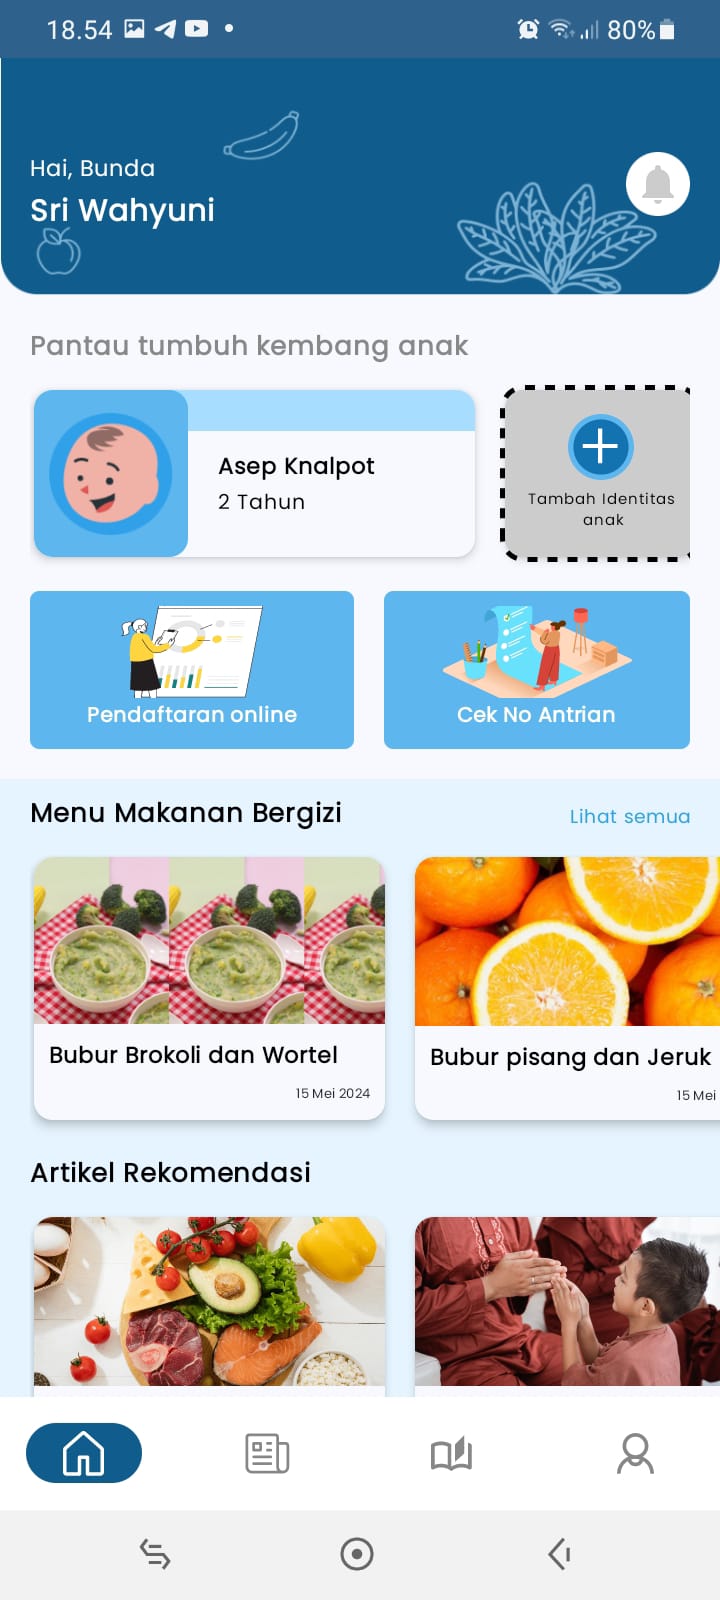 18.54
80%
Hai, Bunda
Sri Wahyuni
Pantau tumbuh kembang anak
Asep Knalpot
2 Tahun
Tambah Identitas
anak
Pendaftaran online
Cek No Antrian
Menu Makanan Bergizi
Lihat semua
Bubur Brokoli dan Wortel
15 Mei 2024
Bubur pisang dan Jeruk
15 Mei
Artikel Rekomendasi